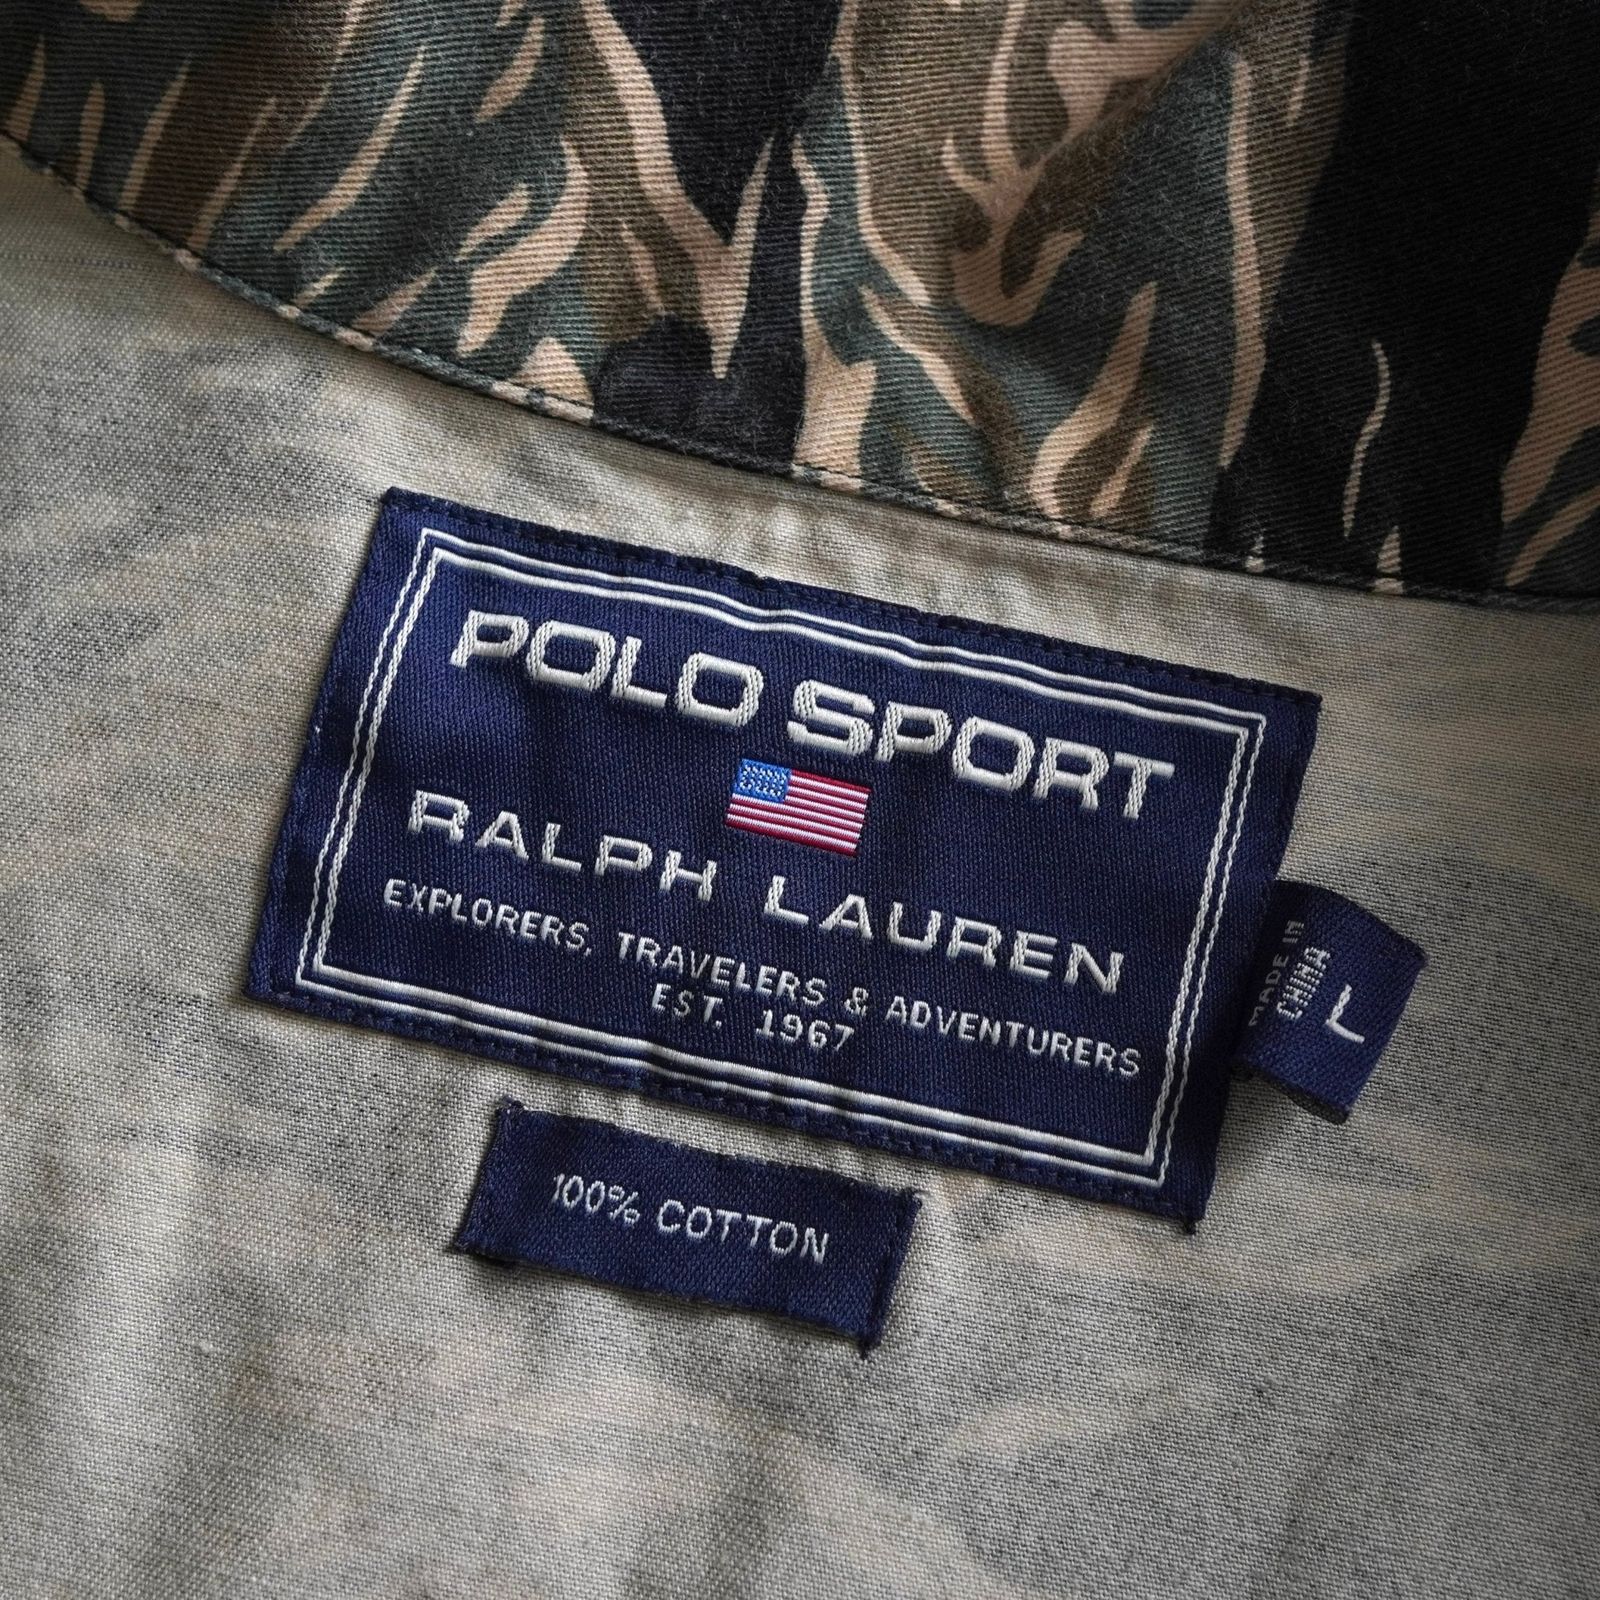 POLO SPORT
RALPH LAUREN
EXPLORERS, TRAVELERS & ADVENTURERS
EST. 1967
MADE IN
CHINA
L
100% COTTON